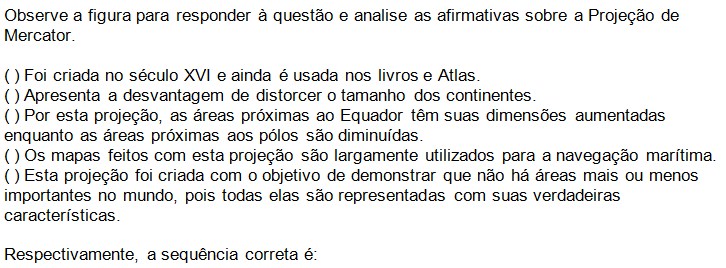 Observe a figura para responder à questão e analise as afirmativas sobre a Projeção de
Mercator.
( ) Foi criada no século XVI e ainda é usada nos livros e Atlas.
( ) Apresenta a desvantagem de distorcer o tamanho dos continentes.
( ) Por esta projeção, as áreas próximas ao Equador têm suas dimensões aumentadas
enquanto as áreas próximas aos pólos são diminuídas.
( ) Os mapas feitos com esta projeção são largamente utilizados para a navegação marítima.
( ) Esta projeção foi criada com o objetivo de demonstrar que não há áreas mais ou menos
importantes no mundo, pois todas elas são representadas com suas verdadeiras
características.
Respectivamente, a sequência correta é: